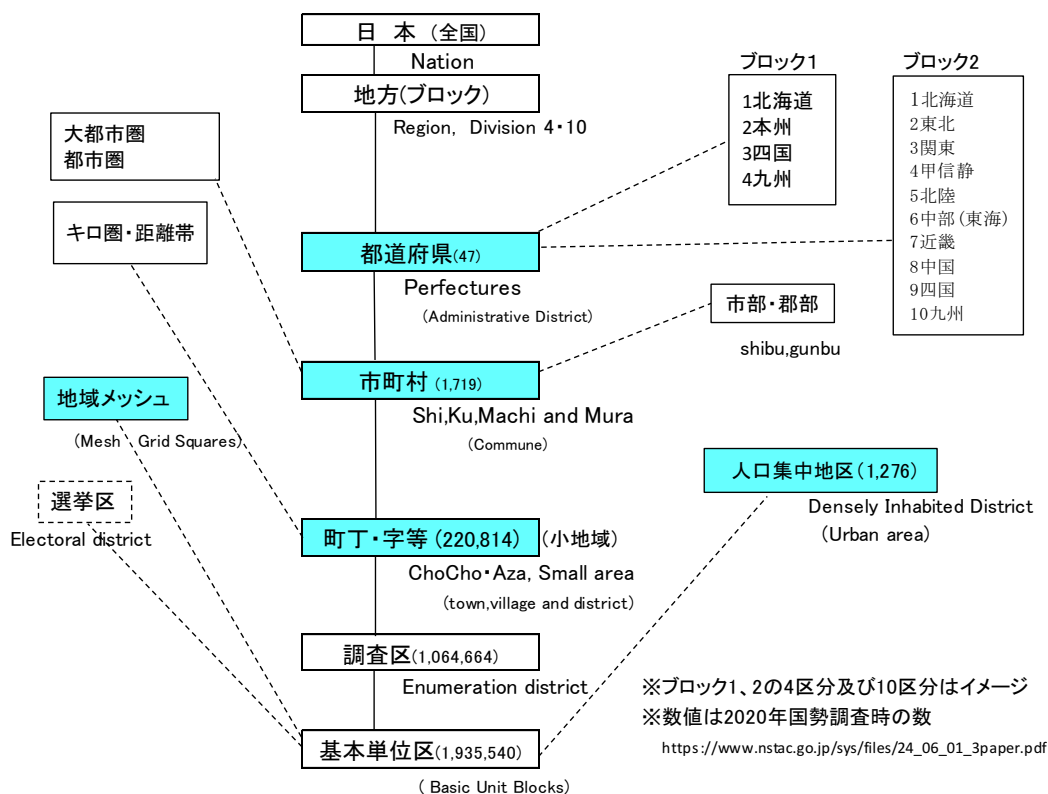 日 本 (全国)
Nation
地方(ブロック)
Region, Division 4・10
ブロック1
1北海道
2本州
3四国
4九州
ブロック2
1北海道
2東北
3関東
4甲信静
5北陸
6中部(東海)
7近畿
8中国
9四国
10九州
大都市圏
都市圏
キロ圏・距離帯
都道府県(47)
Perfectures
(Administrative District)
市部・郡部
shibu,gunbu
市町村 (1,719)
Shi,Ku,Machi and Mura
(Commune)
地域メッシュ
(Mesh Grid Squares)
人口集中地区(1,276)
Densely Inhabited District
(Urban area)
選挙区
Electoral district
町丁・字等 (220,814) (小地域)
ChoCho・Aza, Small area
(town,village and district)
調査区(1,064,664)
Enumeration district
基本単位区(1,935,540)
( Basic Unit Blocks)
※ブロック1、2の4区分及び10区分はイメージ
※数値は2020年国勢調査時の数
https://www.nstac.go.jp/sys/files/24_06_01_3paper.pdf